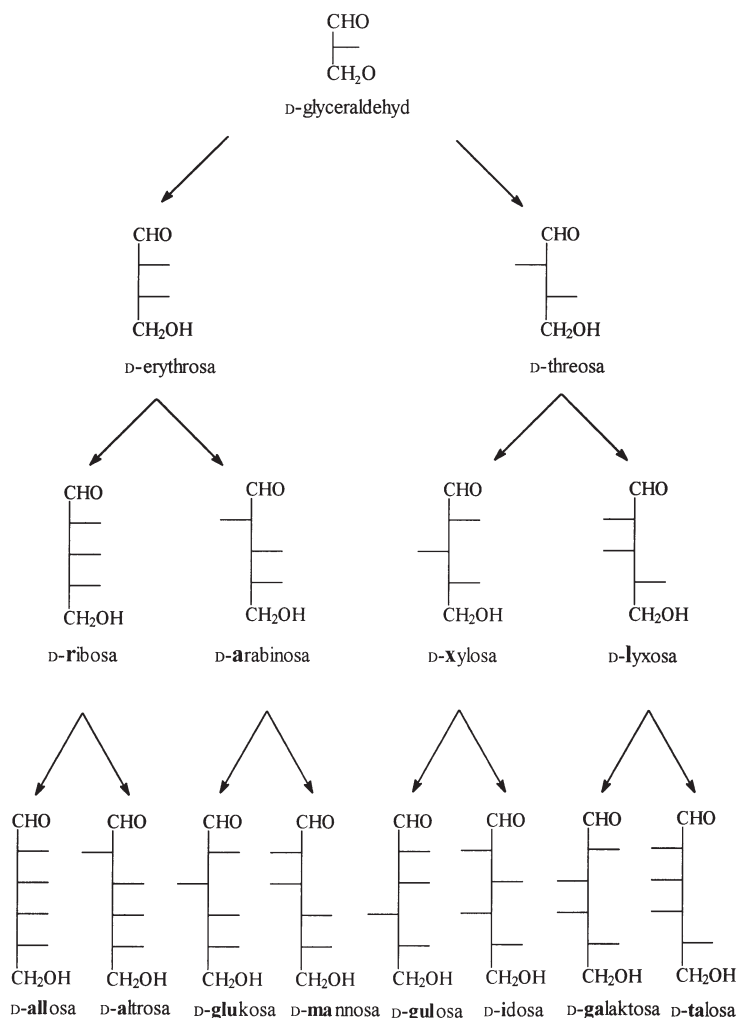 CHO
CH₂O
D-glyceraldehyd
CHO CHO
CH₂OH CH₂OH
D-erythrosa D-threosa
CHO CHO CHO CHO
CH₂OH CH₂OH CH₂OH CH₂OH
D-ribosa D-arabinosa D-xylosa D-lyxosa
CHO CHO CHO CHO CHO CHO CHO CHO
CH₂OH CH₂OH CH₂OH CH₂OH CH₂OH CH₂OH CH₂OH CH₂OH
D-allosa D-altrosa D-glukosa D-mannosa D-gulosa D-idosa D-galaktosa D-talosa